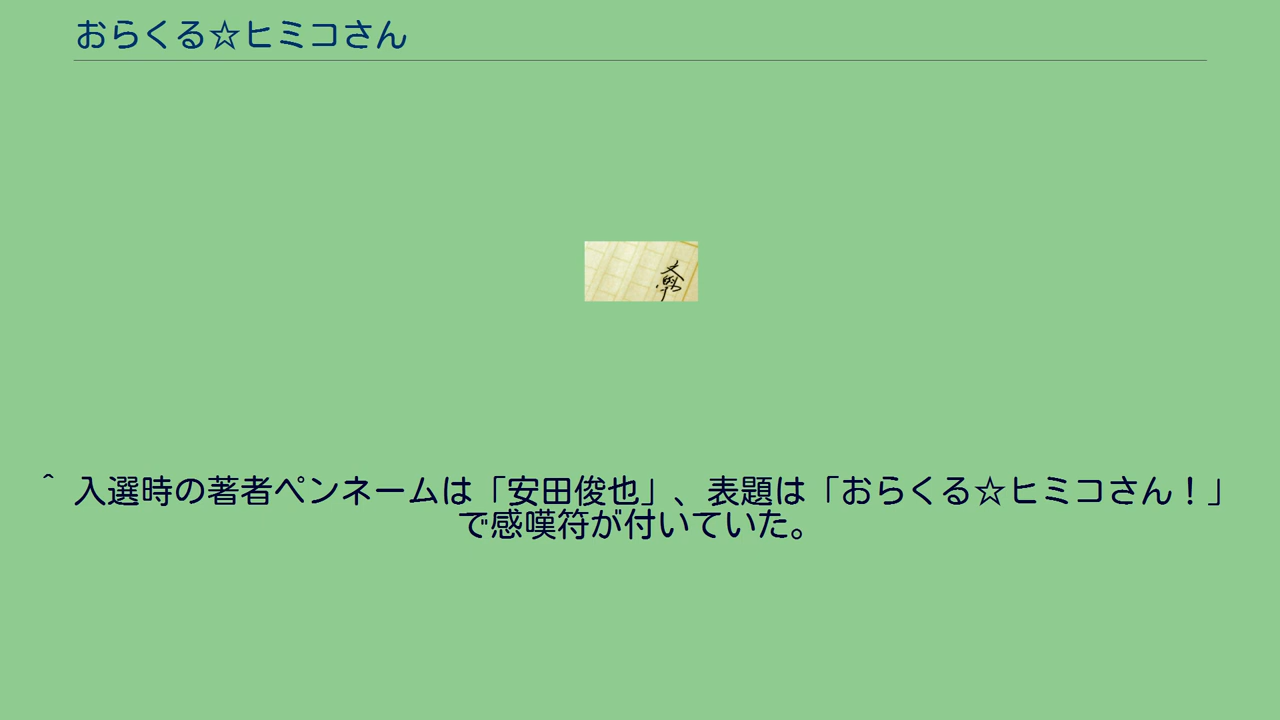 おらくる☆ヒミコさん
^ 入選時の著者ペンネームは「安田俊也」、表題は「おらくる☆ヒミコさん！」
で感嘆符が付いていた。